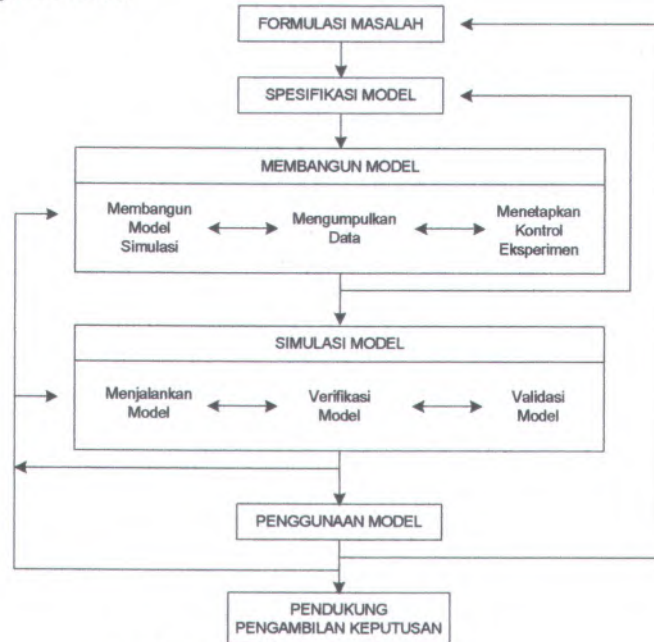 FORMULASI MASALAH
SPESIFIKASI MODEL
MEMBANGUN MODEL
Membangun
Model
Simulasi
Mengumpulkan
Data
Menetapkan
Kontrol
Eksperimen
SIMULASI MODEL
Menjalankan
Model
Verifikasi
Model
Validasi
Model
PENGGUNAAN MODEL
PENDUKUNG
PENGAMBILAN KEPUTUSAN